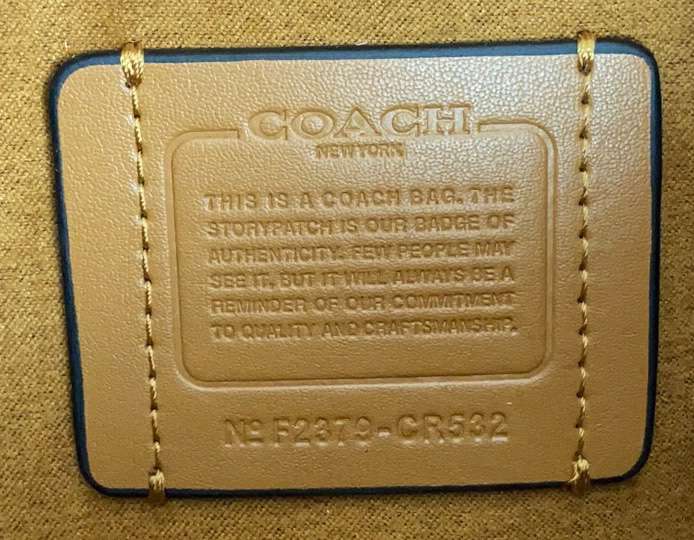 COACH
NEW YORK
THIS IS A COACH BAG. THE
STORYPATCH IS OUR BADGE OF
AUTHENTICITY. FEW PEOPLE MAY
SEE IT, BUT IT WILL ALWAYS BE A
REMINDER OF OUR COMMITMENT
TO QUALITY AND CRAFTSMANSHIP.
Nº F2379-CR532